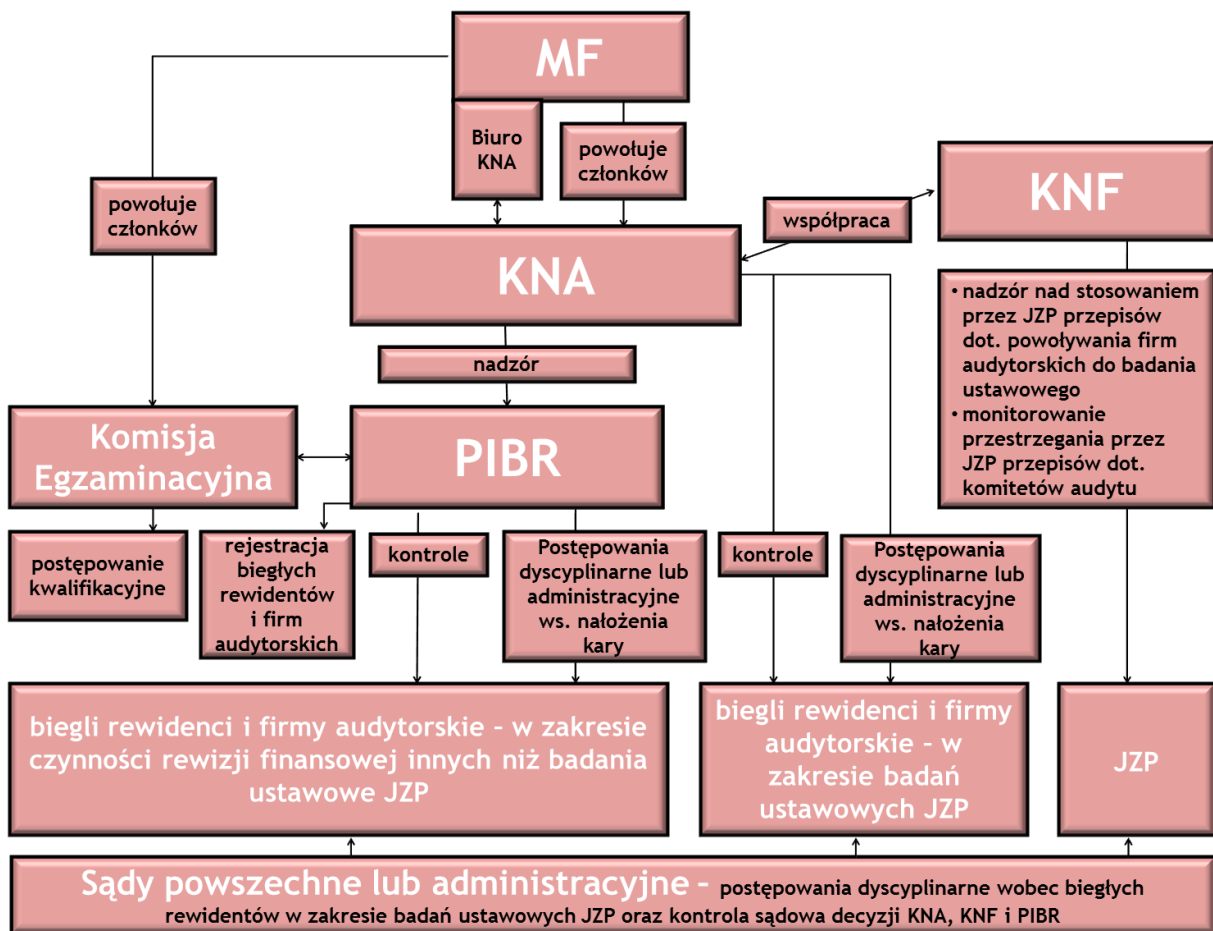 MF
Biuro
KNA
powołuje
członków
powołuje
członków
współpraca
KNF
KNA
• nadzór nad stosowaniem
przez JZP przepisów
dot. powoływania firm
audytorskich do badania
ustawowego
• monitorowanie
przestrzegania przez
JZP przepisów dot.
komitetów audytu
nadzór
Komisja
Egzaminacyjna
PIBR
postępowanie
kwalifikacyjne
rejestracja
biegłych
rewidentów
i firm
audytorskich
kontrole
Postępowania
dyscyplinarne lub
administracyjne
ws. nałożenia
kary
kontrole
Postępowania
dyscyplinarne lub
administracyjne
ws. nałożenia
kary
biegli rewidenci i firmy audytorskie - w zakresie
czynności rewizji finansowej innych niż badania
ustawowe JZP
biegli rewidenci i firmy
audytorskie - w
zakresie badań
ustawowych JZP
JZP
Sądy powszechne lub administracyjne - postępowania dyscyplinarne wobec biegłych
rewidentów w zakresie badań ustawowych JZP oraz kontrola sądowa decyzji KNA, KNF i PIBR